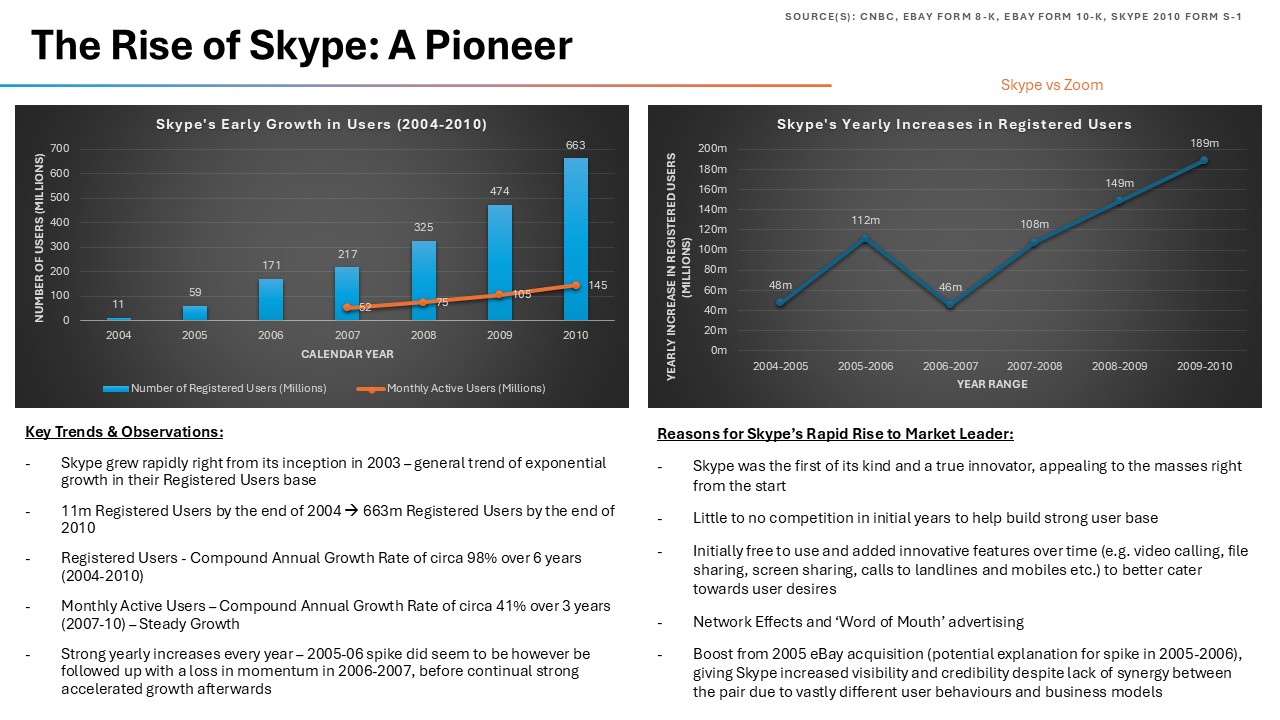 SOURCE(S): CNBC, EBAY FORM 8-K, EBAY FORM 10-K, SKYPE 2010 FORM S-1
The Rise of Skype: A Pioneer
Skype vs Zoom
Skype's Early Growth in Users (2004-2010)
NUMBER OF USERS (MILLIONS)
700
600
500
400
300
200
100
0
11
59
171
217
325
474
663
52
75
105
145
2004 2005 2006 2007 2008 2009 2010
CALENDAR YEAR
Number of Registered Users (Millions) Monthly Active Users (Millions)
Skype's Yearly Increases in Registered Users
YEARLY INCREASE IN REGISTERED USERS
(MILLIONS)
200m
180m
160m
140m
120m
100m
80m
60m
40m
20m
0m
48m
112m
46m
108m
149m
189m
2004-2005 2005-2006 2006-2007 2007-2008 2008-2009 2009-2010
YEAR RANGE
Key Trends & Observations:
- Skype grew rapidly right from its inception in 2003 – general trend of exponential
growth in their Registered Users base
- 11m Registered Users by the end of 2004 → 663m Registered Users by the end of
2010
- Registered Users - Compound Annual Growth Rate of circa 98% over 6 years
(2004-2010)
- Monthly Active Users – Compound Annual Growth Rate of circa 41% over 3 years
(2007-10) – Steady Growth
- Strong yearly increases every year – 2005-06 spike did seem to be however be
followed up with a loss in momentum in 2006-2007, before continual strong
accelerated growth afterwards
Reasons for Skype’s Rapid Rise to Market Leader:
- Skype was the first of its kind and a true innovator, appealing to the masses right
from the start
- Little to no competition in initial years to help build strong user base
- Initially free to use and added innovative features over time (e.g. video calling, file
sharing, screen sharing, calls to landlines and mobiles etc.) to better cater
towards user desires
- Network Effects and ‘Word of Mouth’ advertising
- Boost from 2005 eBay acquisition (potential explanation for spike in 2005-2006),
giving Skype increased visibility and credibility despite lack of synergy between
the pair due to vastly different user behaviours and business models